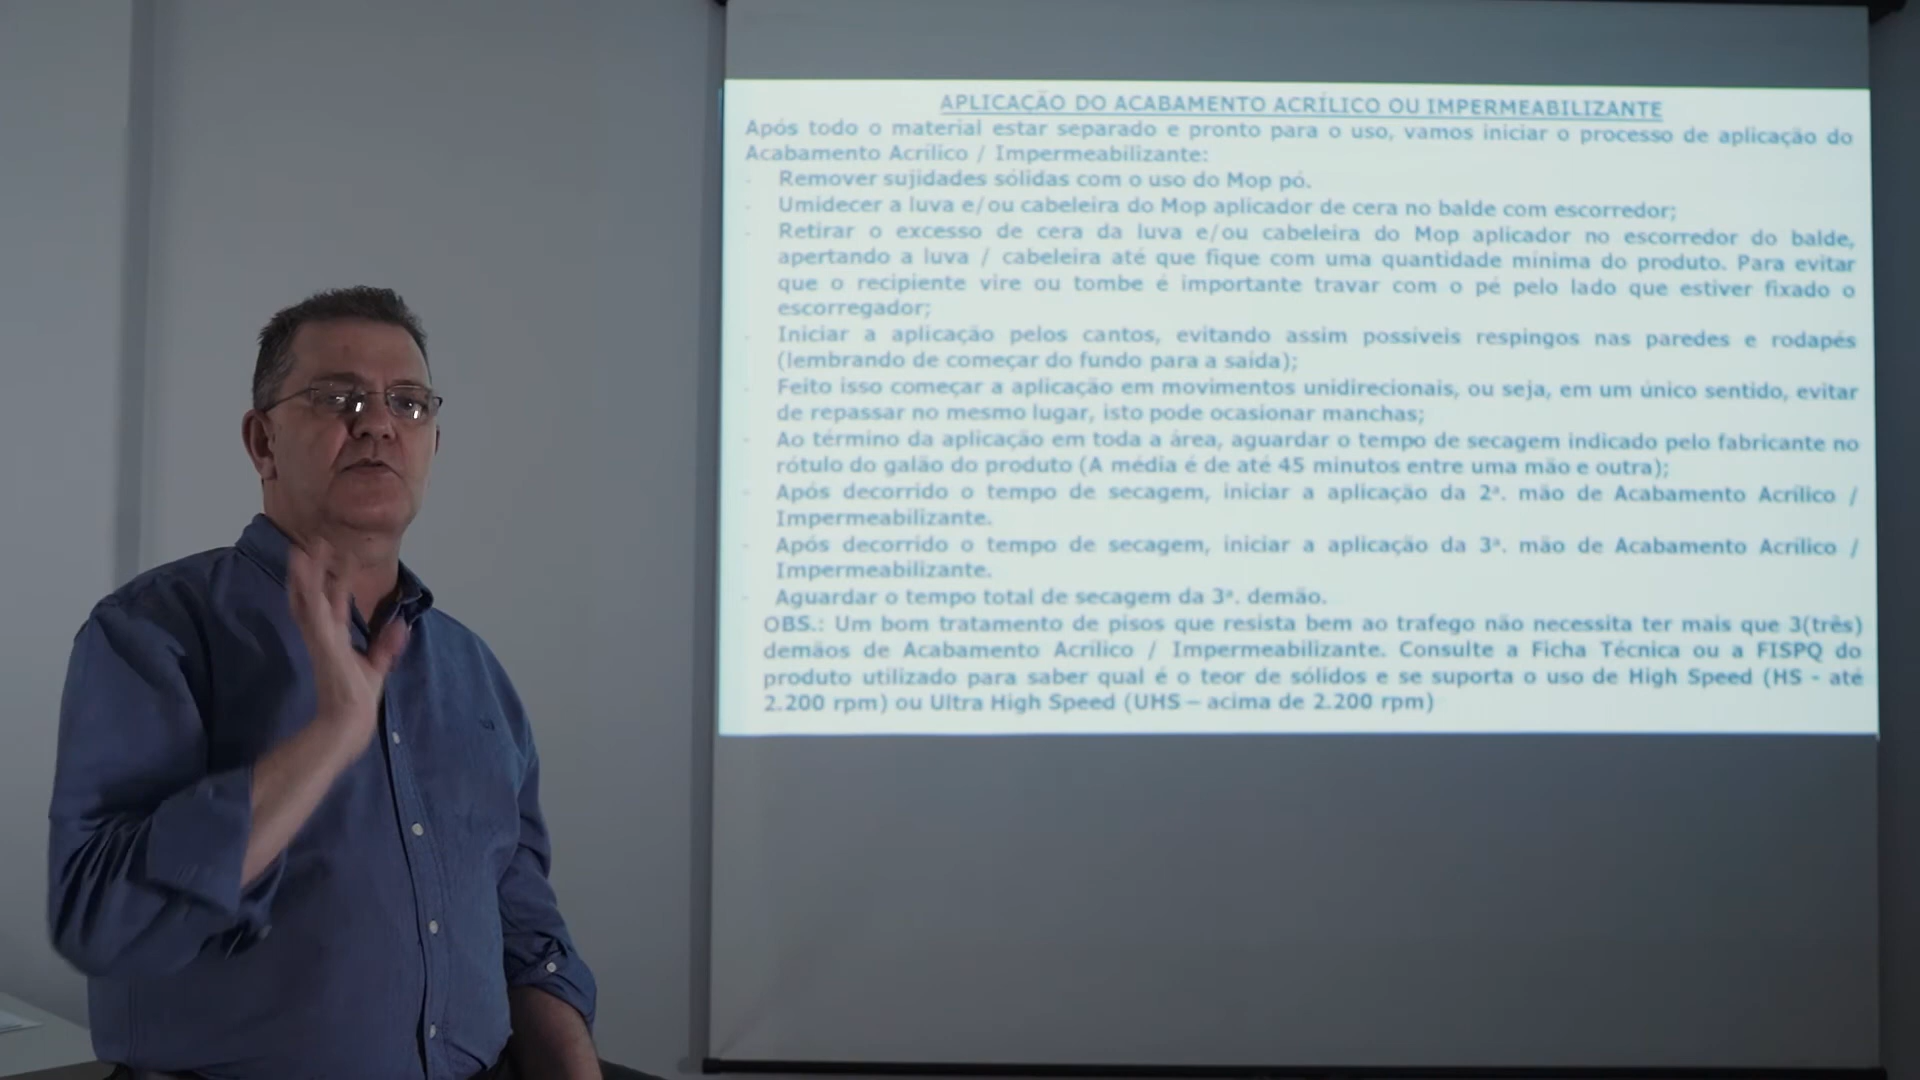 APLICAÇÃO DO ACABAMENTO ACRÍLICO OU IMPERMEABILIZANTE
Após todo o material estar separado e pronto para o uso, vamos iniciar o processo de aplicação do
Acabamento Acrílico / Impermeabilizante:
- Remover sujidades sólidas com o uso do Mop pó.
- Umidecer a luva e/ou cabeleira do Mop aplicador de cera no balde com escorredor;
- Retirar o excesso de cera da luva e/ou cabeleira do Mop aplicador no escorredor do balde,
apertando a luva / cabeleira até que fique com uma quantidade mínima do produto. Para evitar
que o recipiente vire ou tombe é importante travar com o pé pelo lado que estiver fixado o
escorregador;
- Iniciar a aplicação pelos cantos, evitando assim possíveis respingos nas paredes e rodapés
(lembrando de começar do fundo para a saída);
- Feito isso começar a aplicação em movimentos unidirecionais, ou seja, em um único sentido, evitar
de repassar no mesmo lugar, isto pode ocasionar manchas;
- Ao término da aplicação em toda a área, aguardar o tempo de secagem indicado pelo fabricante no
rótulo do galão do produto (A média é de até 45 minutos entre uma mão e outra);
- Após decorrido o tempo de secagem, iniciar a aplicação da 2ª. mão de Acabamento Acrílico /
Impermeabilizante.
- Após decorrido o tempo de secagem, iniciar a aplicação da 3ª. mão de Acabamento Acrílico /
Impermeabilizante.
- Aguardar o tempo total de secagem da 3ª. demão.
OBS.: Um bom tratamento de pisos que resista bem ao trafego não necessita ter mais que 3(três)
demãos de Acabamento Acrílico / Impermeabilizante. Consulte a Ficha Técnica ou a FISPQ do
produto utilizado para saber qual é o teor de sólidos e se suporta o uso de High Speed (HS - até
2.200 rpm) ou Ultra High Speed (UHS – acima de 2.200 rpm)